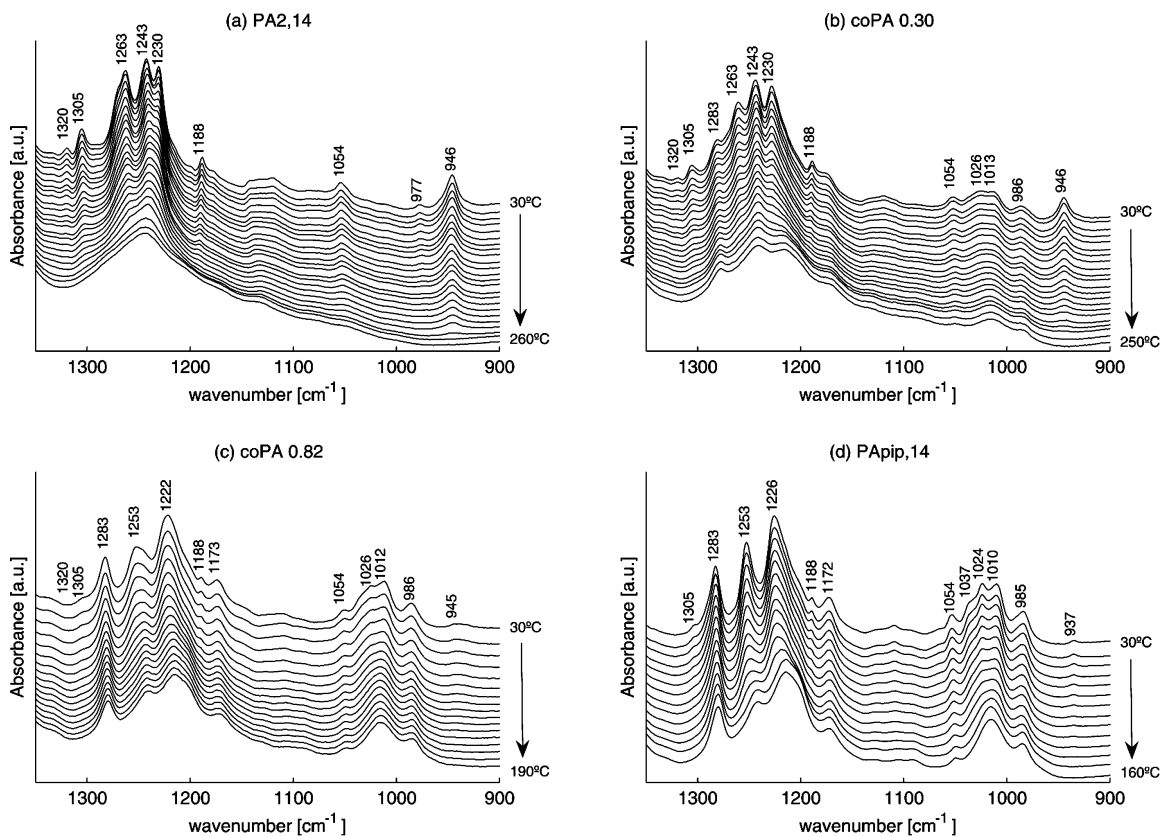 (a) PA2,14
1320
1305
1263
1243
1230
1188
1054
977
946
Absorbance [a.u.]
30ºC
260ºC
1300 1200 1100 1000 900
wavenumber [cm-1 ]
(b) coPA 0.30
1320
1305
1283
1263
1243
1230
1188
1054
1026
1013
986
946
Absorbance [a.u.]
30ºC
250ºC
1300 1200 1100 1000 900
wavenumber [cm-1 ]
(c) coPA 0.82
1320
1305
1283
1253
1222
1188
1173
1054
1026
1012
986
945
Absorbance [a.u.]
30ºC
190ºC
1300 1200 1100 1000 900
wavenumber [cm-1 ]
(d) PApip,14
1305
1283
1253
1226
1188
1172
1054
1037
1024
1010
985
937
Absorbance [a.u.]
30ºC
160ºC
1300 1200 1100 1000 900
wavenumber [cm-1 ]